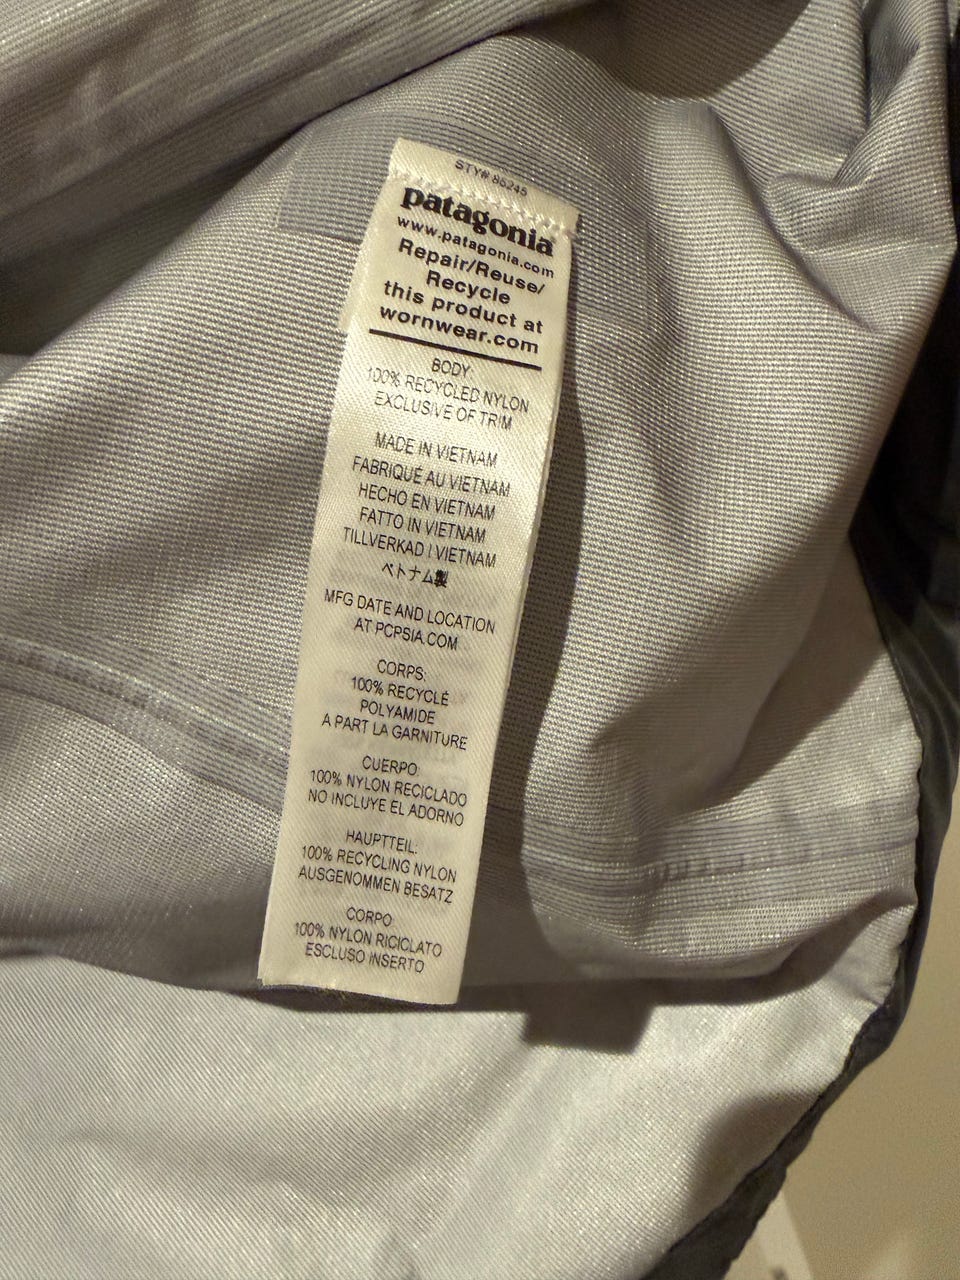 STY# 85245
patagonia
www.patagonia.com
Repair/Reuse/
Recycle
this product at
wornwear.com
BODY:
100% RECYCLED NYLON
EXCLUSIVE OF TRIM
MADE IN VIETNAM
FABRIQUÉ AU VIETNAM
HECHO EN VIETNAM
FATTO IN VIETNAM
TILLVERKAD I VIETNAM
ベトナム製
MFG DATE AND LOCATION
AT PCPSIA.COM
CORPS:
100% RECYCLÉ
POLYAMIDE
A PART LA GARNITURE
CUERPO:
100% NYLON RECICLADO
NO INCLUYE EL ADORNO
HAUPTTEIL:
100% RECYCLING NYLON
AUSGENOMMEN BESATZ
CORPO:
100% NYLON RICICLATO
ESCLUSO INSERTO